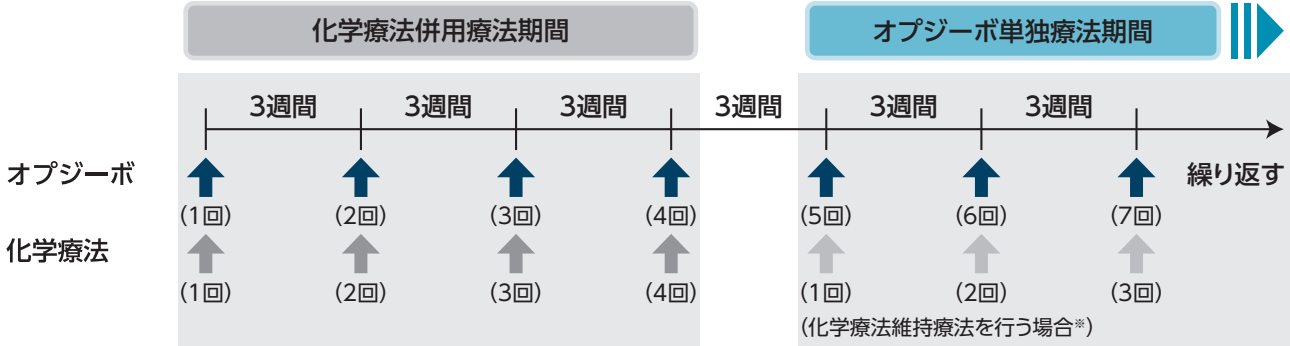 化学療法併用療法期間 オプジーボ単独療法期間
3週間 3週間 3週間 3週間 3週間 3週間
オプジーボ 繰り返す
(1回) (2回) (3回) (4回) (5回) (6回) (7回)
化学療法
(1回) (2回) (3回) (4回) (1回) (2回) (3回)
(化学療法維持療法を行う場合※)